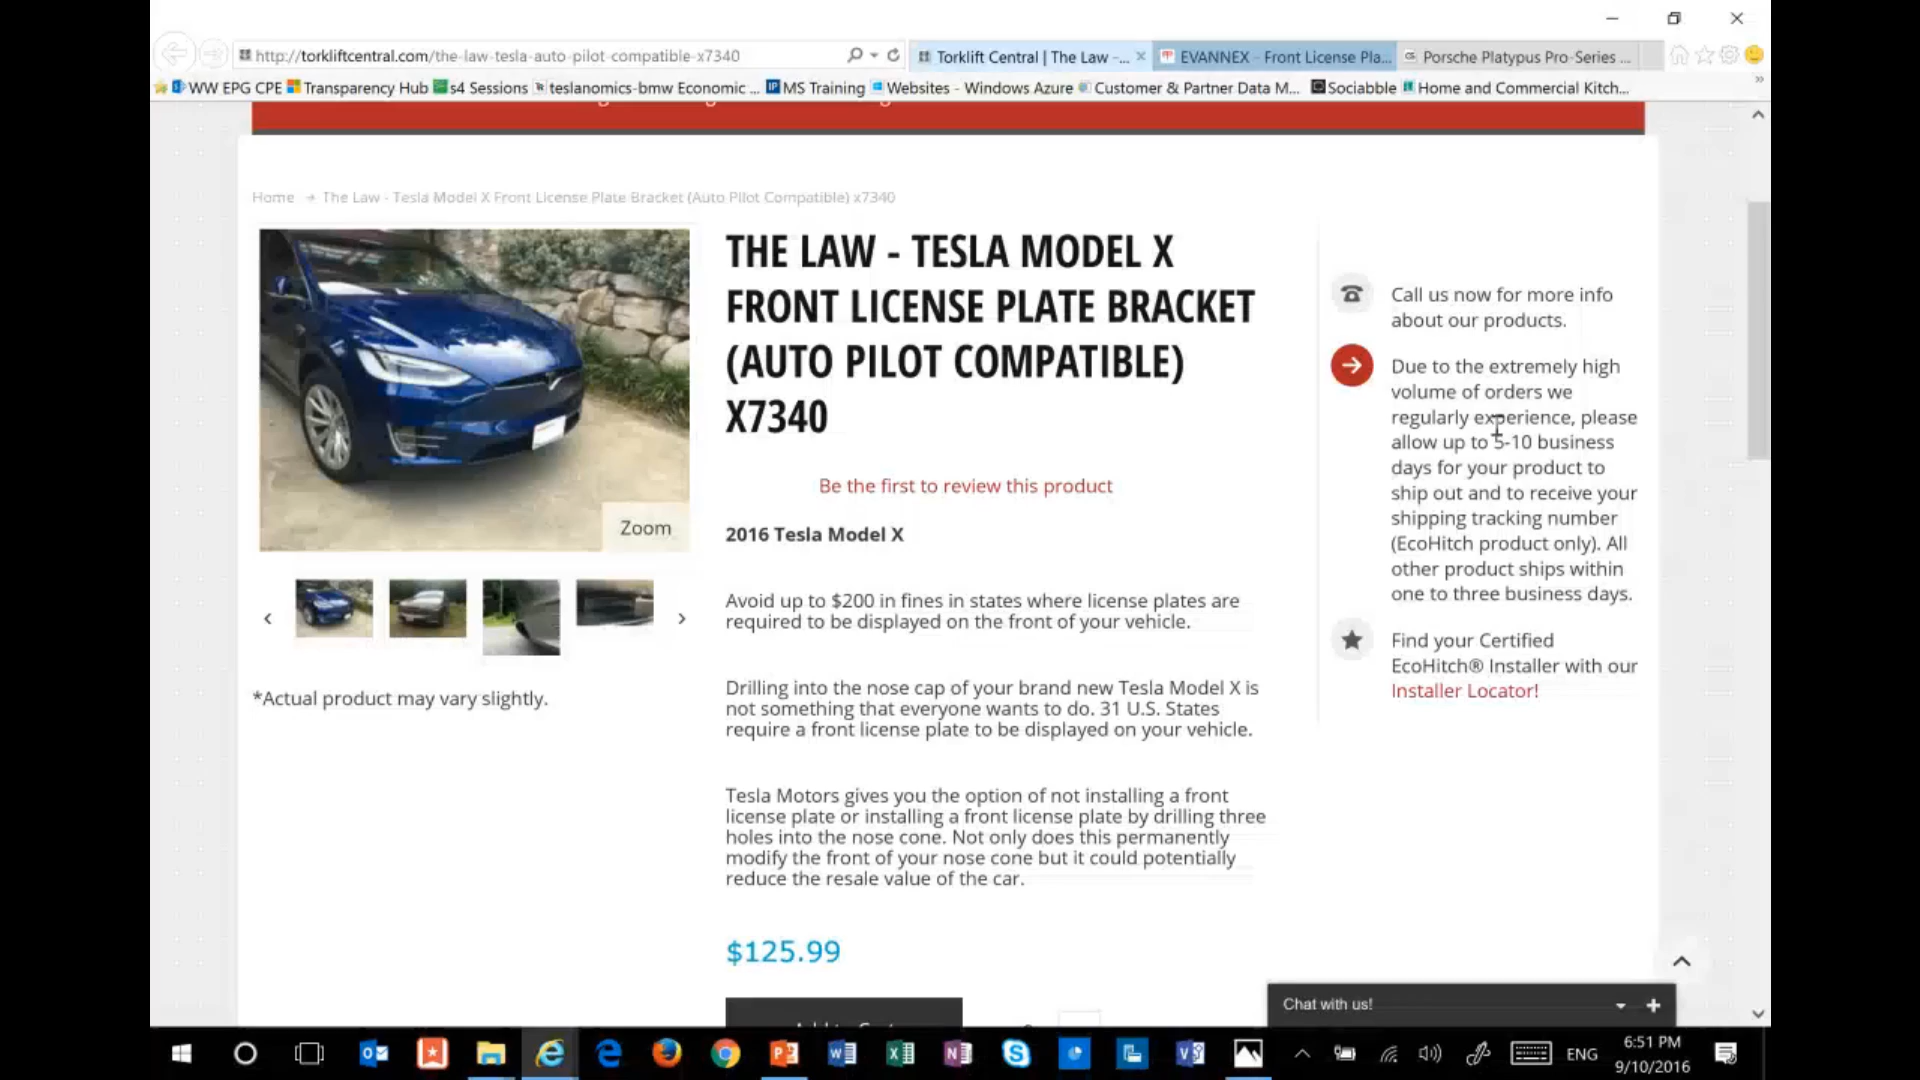 http://torkliftcentral.com/the-law-tesla-auto-pilot-compatible-x7340
Torklift Central | The Law -...
EVANNEX - Front License Pla...
Porsche Platypus Pro-Series ...
WW EPG CPE Transparency Hub s4 Sessions teslanomics-bmw Economic ... MS Training Websites - Windows Azure Customer & Partner Data M... Sociabble Home and Commercial Kitch...
Home → The Law - Tesla Model X Front License Plate Bracket (Auto Pilot Compatible) x7340
THE LAW - TESLA MODEL X
FRONT LICENSE PLATE BRACKET
(AUTO PILOT COMPATIBLE)
X7340
Zoom
*Actual product may vary slightly.
Be the first to review this product
2016 Tesla Model X
Avoid up to $200 in fines in states where license plates are
required to be displayed on the front of your vehicle.
Drilling into the nose cap of your brand new Tesla Model X is
not something that everyone wants to do. 31 U.S. States
require a front license plate to be displayed on your vehicle.
Tesla Motors gives you the option of not installing a front
license plate or installing a front license plate by drilling three
holes into the nose cone. Not only does this permanently
modify the front of your nose cone but it could potentially
reduce the resale value of the car.
$125.99
Call us now for more info
about our products.
Due to the extremely high
volume of orders we
regularly experience, please
allow up to 5-10 business
days for your product to
ship out and to receive your
shipping tracking number
(EcoHitch product only). All
other product ships within
one to three business days.
Find your Certified
EcoHitch® Installer with our
Installer Locator!
Chat with us!
ENG
6:51 PM
9/10/2016